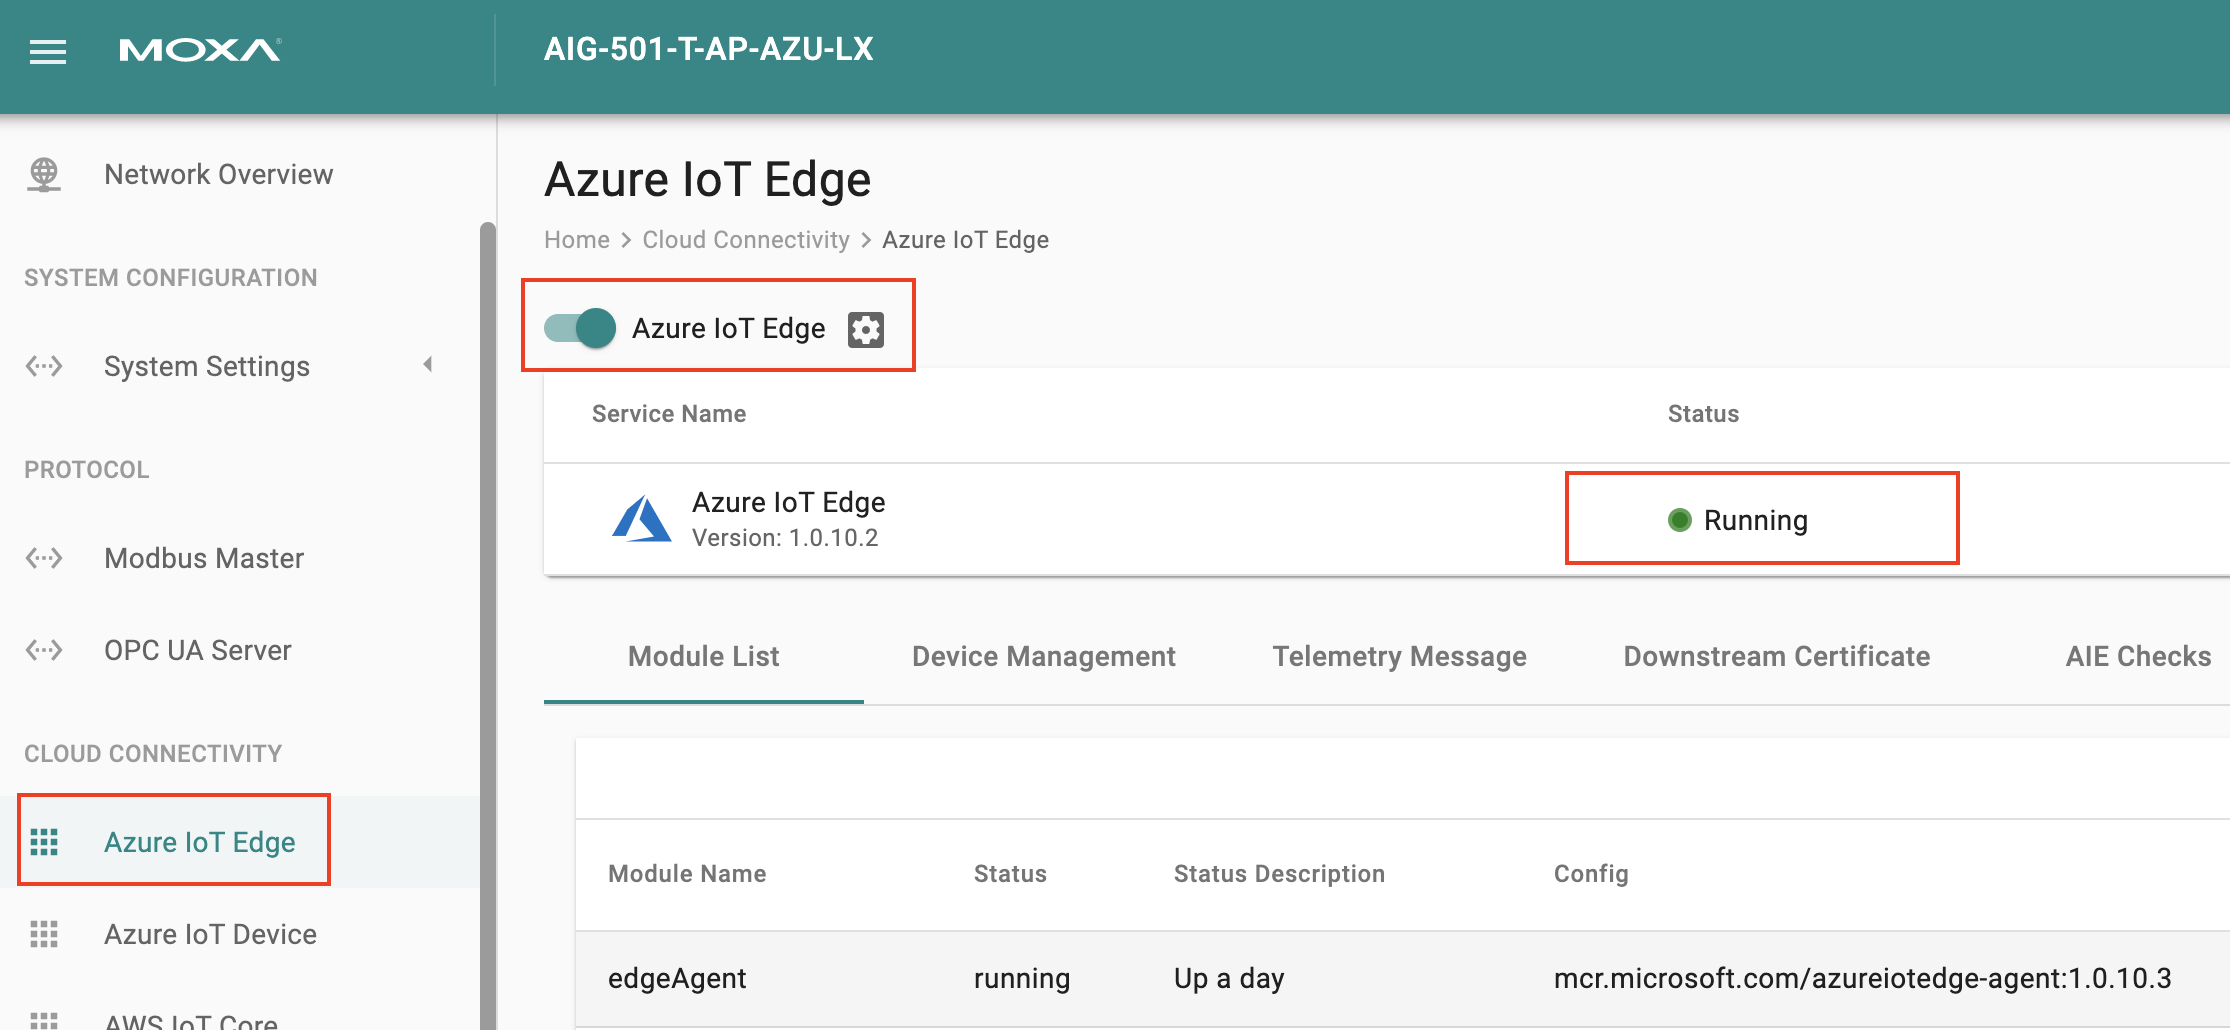 MOXA®
AIG-501-T-AP-AZU-LX
Network Overview
SYSTEM CONFIGURATION
System Settings
PROTOCOL
Modbus Master
OPC UA Server
CLOUD CONNECTIVITY
Azure IoT Edge
Azure IoT Device
AWS IoT Core
Azure IoT Edge
Home > Cloud Connectivity > Azure IoT Edge
Azure IoT Edge
Service Name Status
Azure IoT Edge
Version: 1.0.10.2
Running
Module List Device Management Telemetry Message Downstream Certificate AIE Checks
Module Name Status Status Description Config
edgeAgent running Up a day mcr.microsoft.com/azureiotedge-agent:1.0.10.3